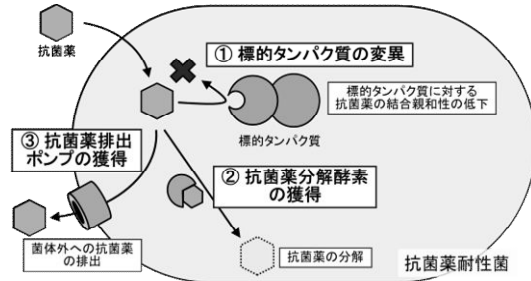 抗菌薬
① 標的タンパク質の変異
標的タンパク質に対する
抗菌薬の結合親和性の低下
標的タンパク質
③ 抗菌薬排出
ポンプの獲得
② 抗菌薬分解酵素
の獲得
菌体外への抗菌薬
の排出
抗菌薬の分解
抗菌薬耐性菌